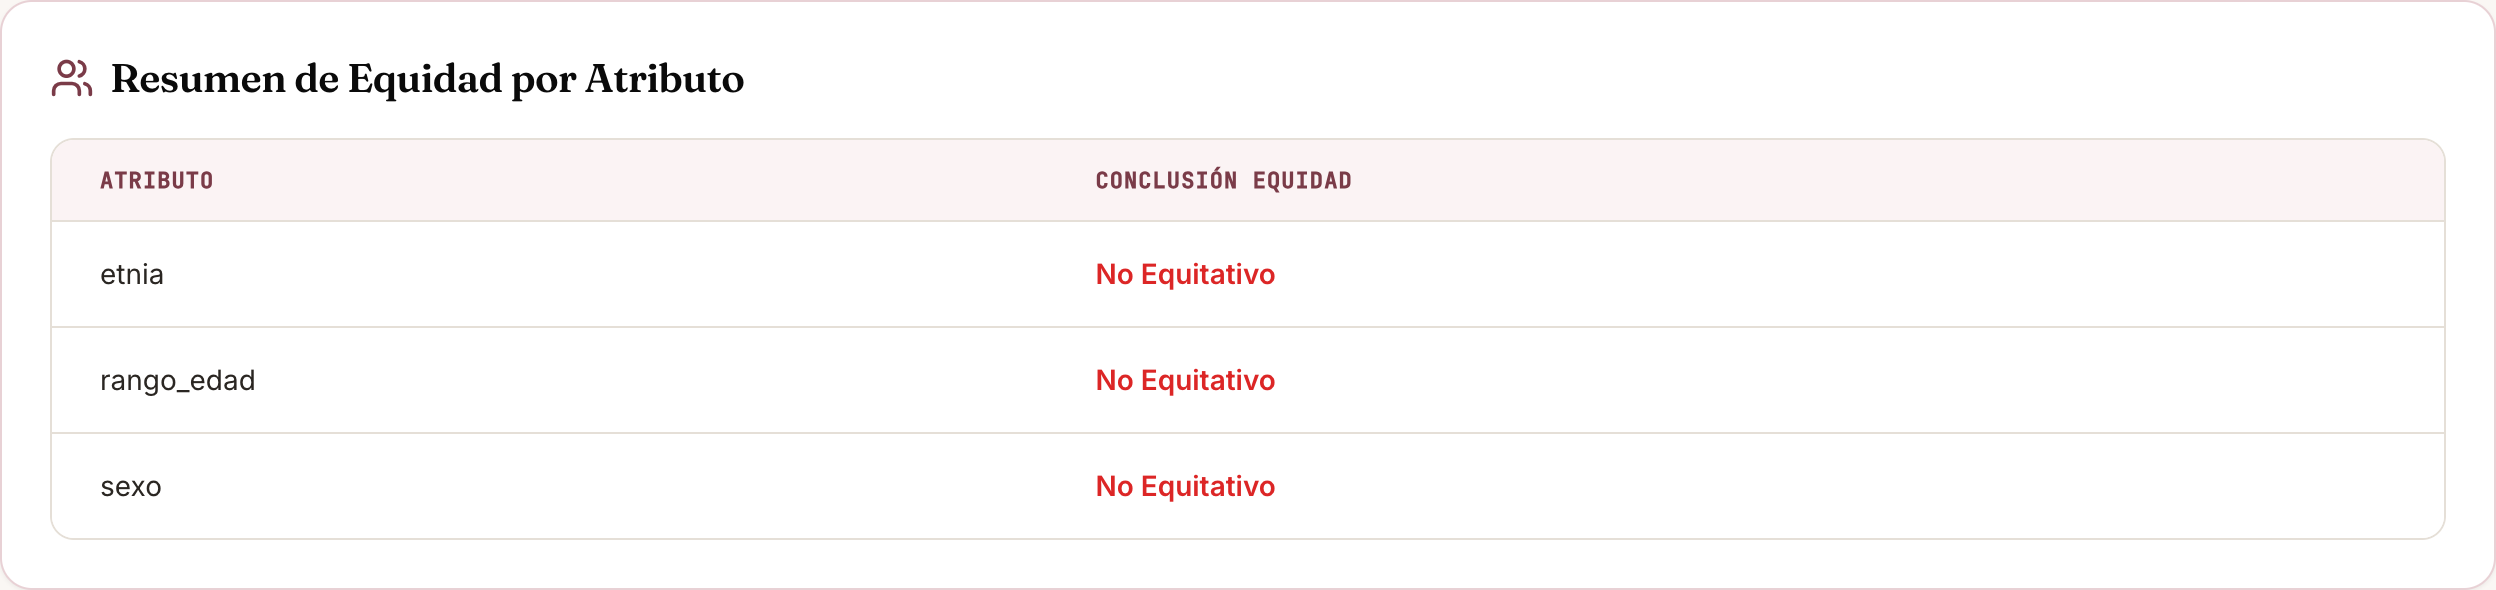 Resumen de Equidad por Atributo
ATRIBUTO CONCLUSIÓN EQUIDAD
etnia No Equitativo
rango_edad No Equitativo
sexo No Equitativo